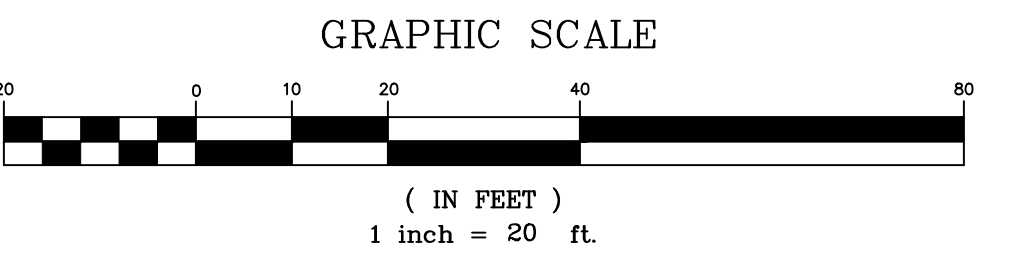 GRAPHIC SCALE
20 0 10 20 40 80
( IN FEET )
1 inch = 20 ft.